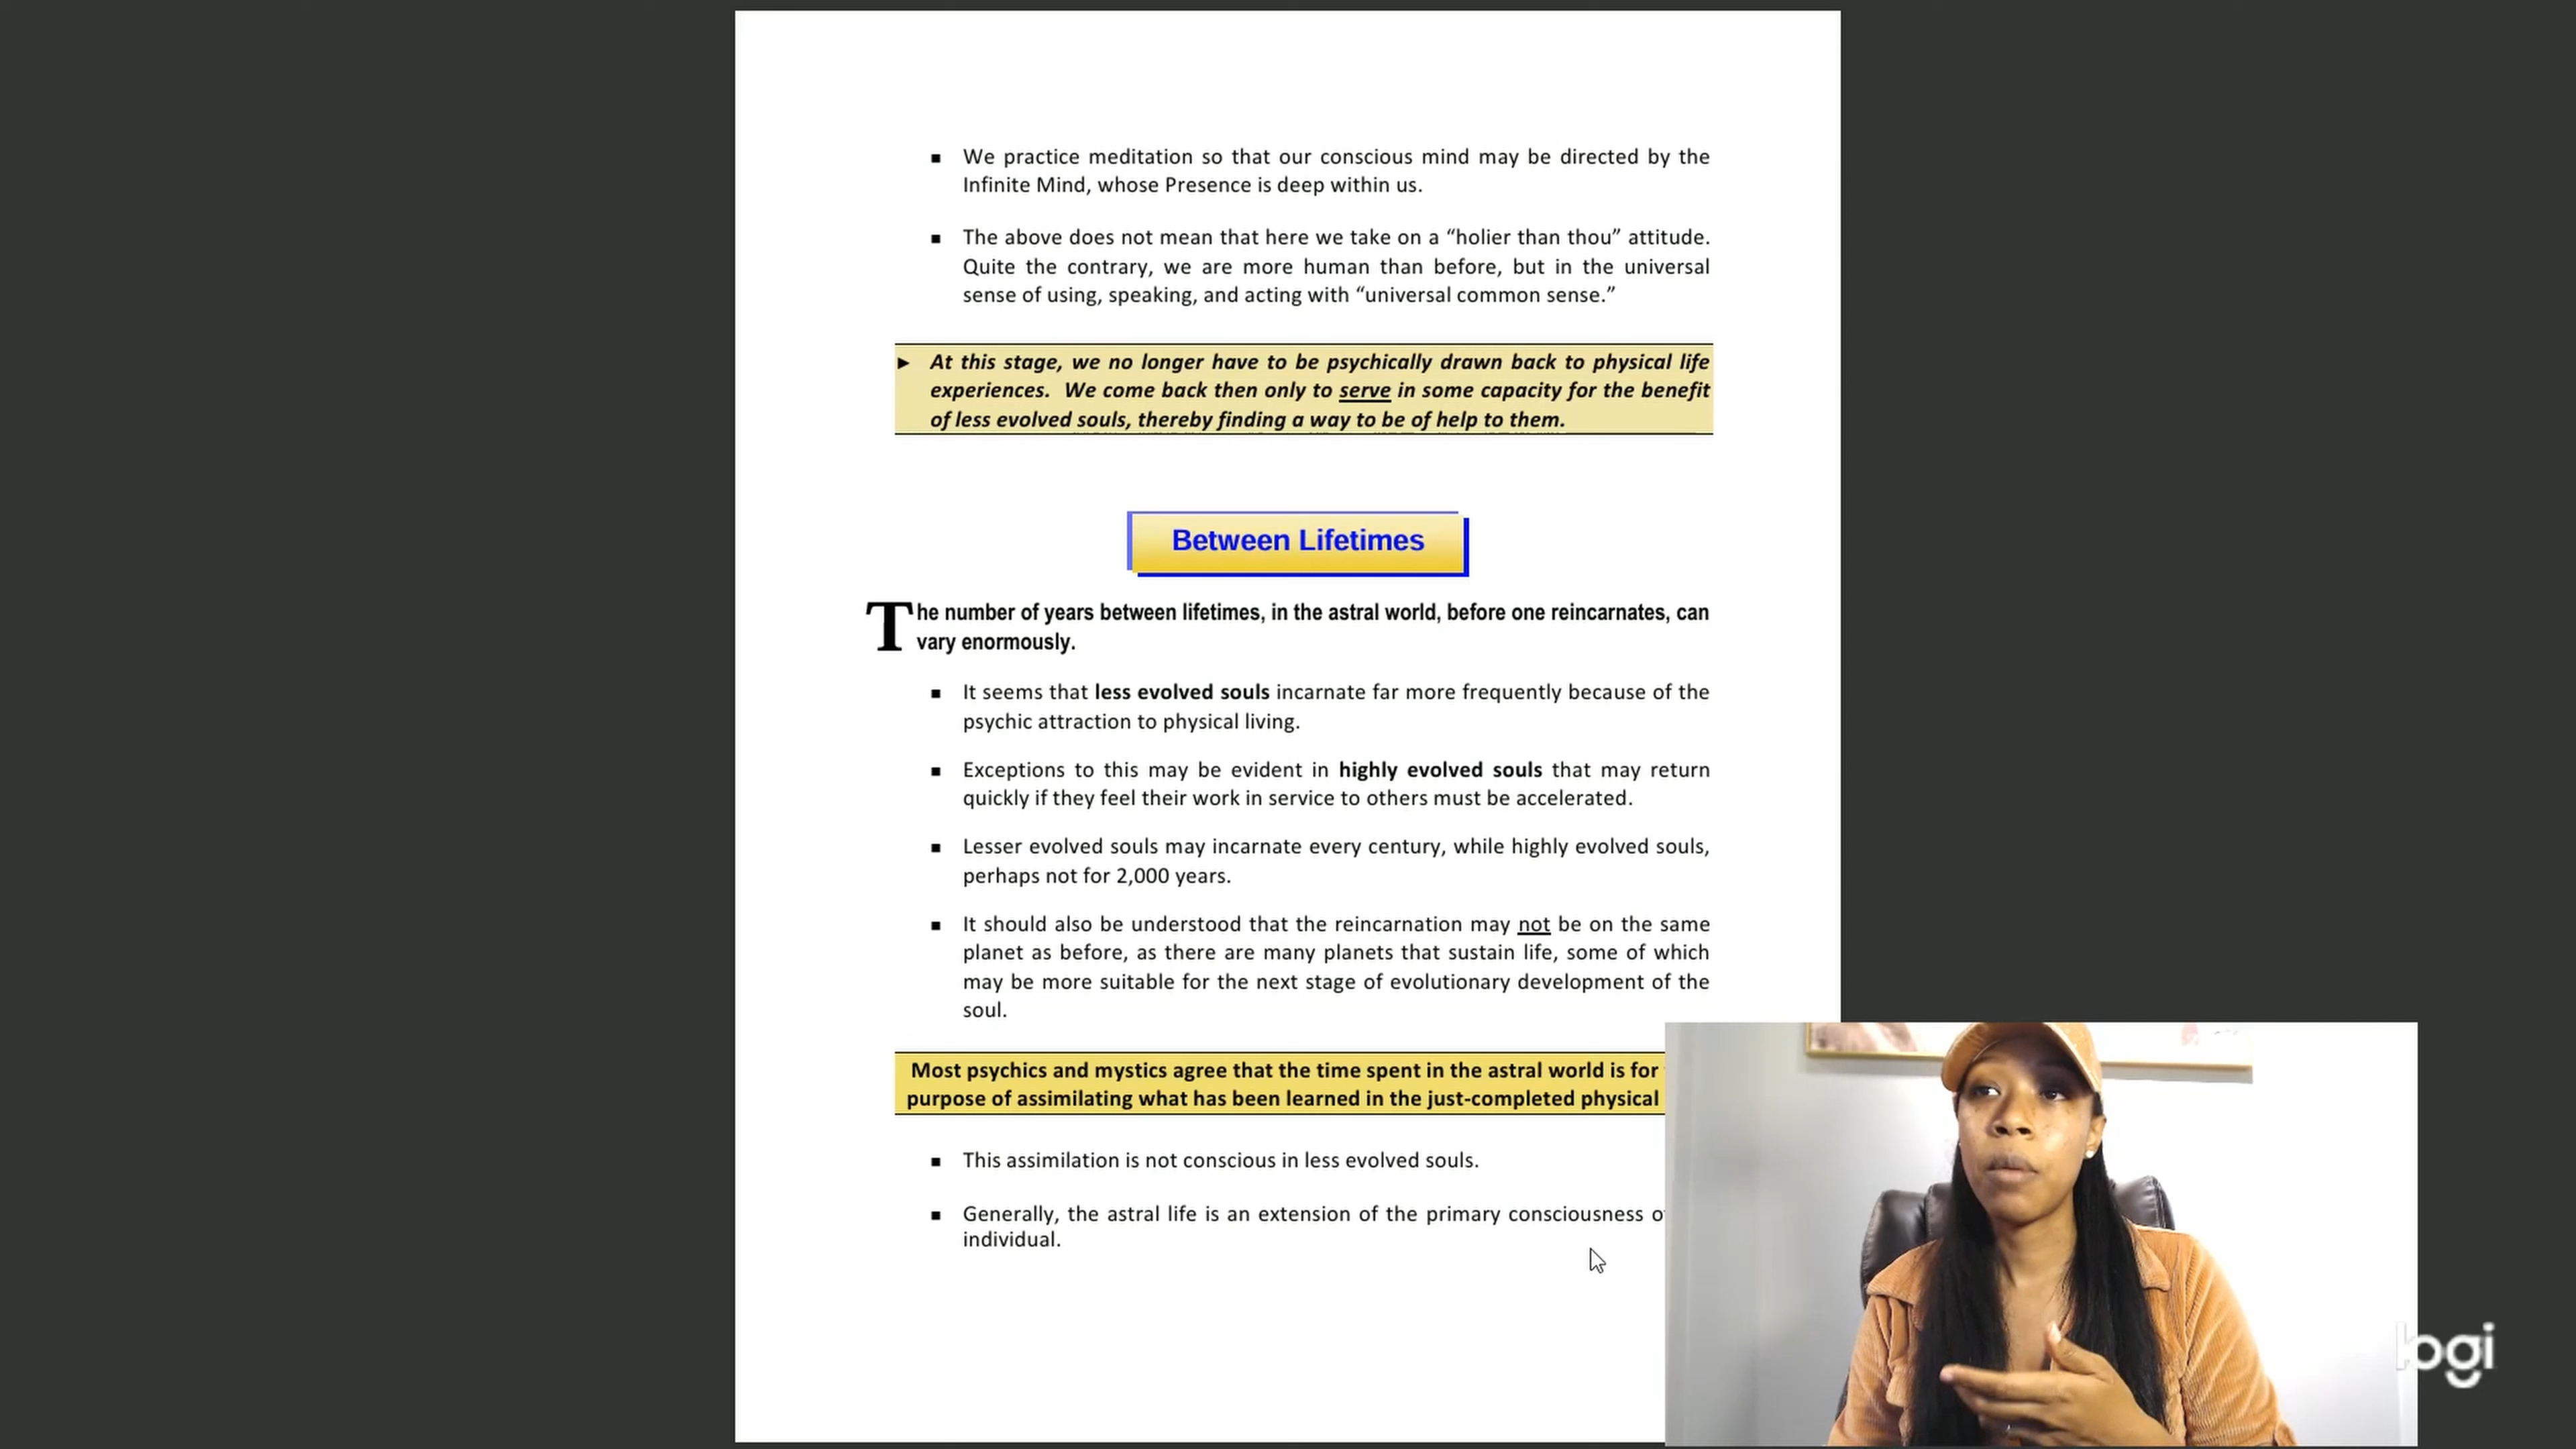 ▪ We practice meditation so that our conscious mind may be directed by the
Infinite Mind, whose Presence is deep within us.
▪ The above does not mean that here we take on a “holier than thou” attitude.
Quite the contrary, we are more human than before, but in the universal
sense of using, speaking, and acting with “universal common sense.”
► At this stage, we no longer have to be psychically drawn back to physical life
experiences. We come back then only to serve in some capacity for the benefit
of less evolved souls, thereby finding a way to be of help to them.
Between Lifetimes
The number of years between lifetimes, in the astral world, before one reincarnates, can
vary enormously.
▪ It seems that less evolved souls incarnate far more frequently because of the
psychic attraction to physical living.
▪ Exceptions to this may be evident in highly evolved souls that may return
quickly if they feel their work in service to others must be accelerated.
▪ Lesser evolved souls may incarnate every century, while highly evolved souls,
perhaps not for 2,000 years.
▪ It should also be understood that the reincarnation may not be on the same
planet as before, as there are many planets that sustain life, some of which
may be more suitable for the next stage of evolutionary development of the
soul.
Most psychics and mystics agree that the time spent in the astral world is for
purpose of assimilating what has been learned in the just-completed physical
▪ This assimilation is not conscious in less evolved souls.
▪ Generally, the astral life is an extension of the primary consciousness
individual.
logi